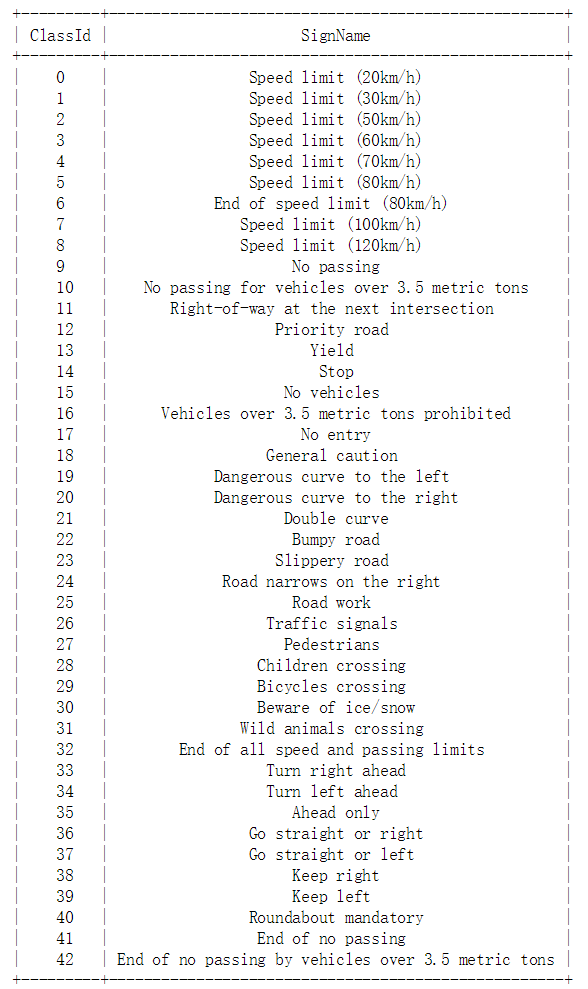 ClassId | SignName
0 | Speed limit (20km/h)
1 | Speed limit (30km/h)
2 | Speed limit (50km/h)
3 | Speed limit (60km/h)
4 | Speed limit (70km/h)
5 | Speed limit (80km/h)
6 | End of speed limit (80km/h)
7 | Speed limit (100km/h)
8 | Speed limit (120km/h)
9 | No passing
10 | No passing for vehicles over 3.5 metric tons
11 | Right-of-way at the next intersection
12 | Priority road
13 | Yield
14 | Stop
15 | No vehicles
16 | Vehicles over 3.5 metric tons prohibited
17 | No entry
18 | General caution
19 | Dangerous curve to the left
20 | Dangerous curve to the right
21 | Double curve
22 | Bumpy road
23 | Slippery road
24 | Road narrows on the right
25 | Road work
26 | Traffic signals
27 | Pedestrians
28 | Children crossing
29 | Bicycles crossing
30 | Beware of ice/snow
31 | Wild animals crossing
32 | End of all speed and passing limits
33 | Turn right ahead
34 | Turn left ahead
35 | Ahead only
36 | Go straight or right
37 | Go straight or left
38 | Keep right
39 | Keep left
40 | Roundabout mandatory
41 | End of no passing
42 | End of no passing by vehicles over 3.5 metric tons